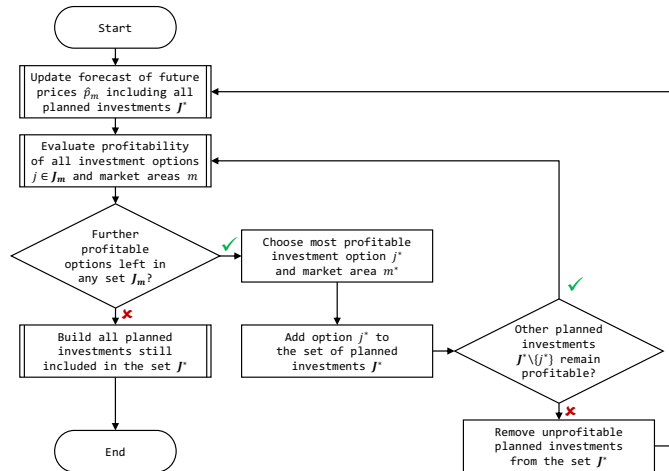 Start
Update forecast of future
prices p̂ₘ including all
planned investments J*
Evaluate profitability
of all investment options
j ∈ Jₘ and market areas m
Further
profitable
options left in
any set Jₘ?
Choose most profitable
investment option j*
and market area m*
Build all planned
investments still
included in the set J*
Add option j* to
the set of planned
investments J*
Other planned
investments
J*\{j*} remain
profitable?
End
Remove unprofitable
planned investments
from the set J*